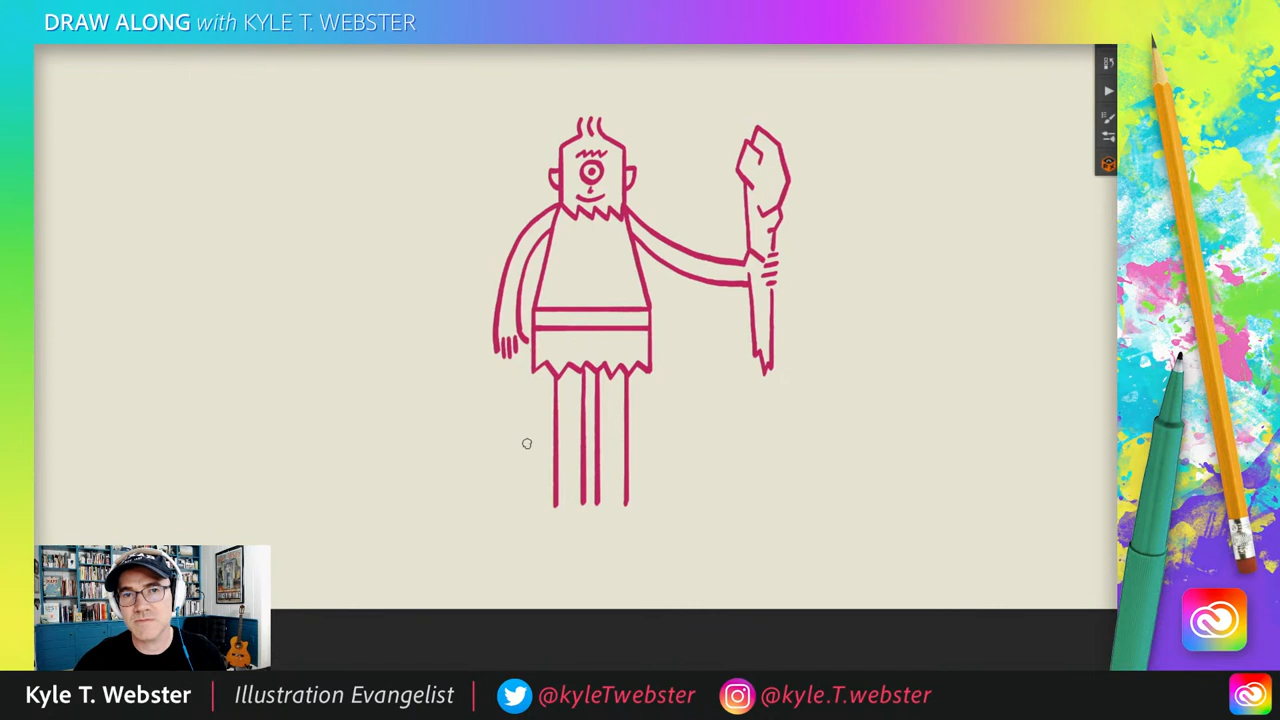 DRAW ALONG with KYLE T. WEBSTER
Kyle T. Webster | Illustration Evangelist | @kyleTwebster @kyle.T.webster